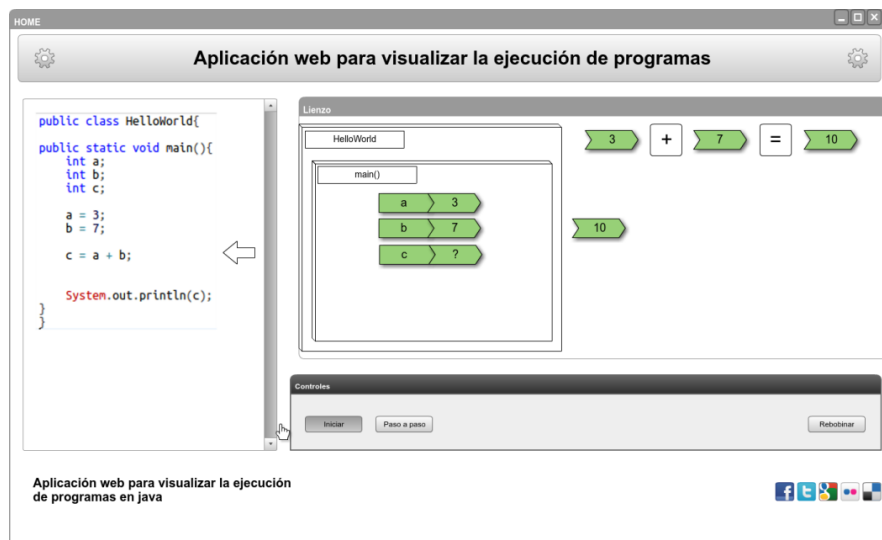 HOME
Aplicación web para visualizar la ejecución de programas
public class HelloWorld{
public static void main(){
int a;
int b;
int c;
a = 3;
b = 7;
c = a + b;
System.out.println(c);
}
}
Lienzo
HelloWorld
main()
a 3
b 7
c ?
3 + 7 = 10
10
Controles
Iniciar
Paso a paso
Rebobinar
Aplicación web para visualizar la ejecución
de programas en java